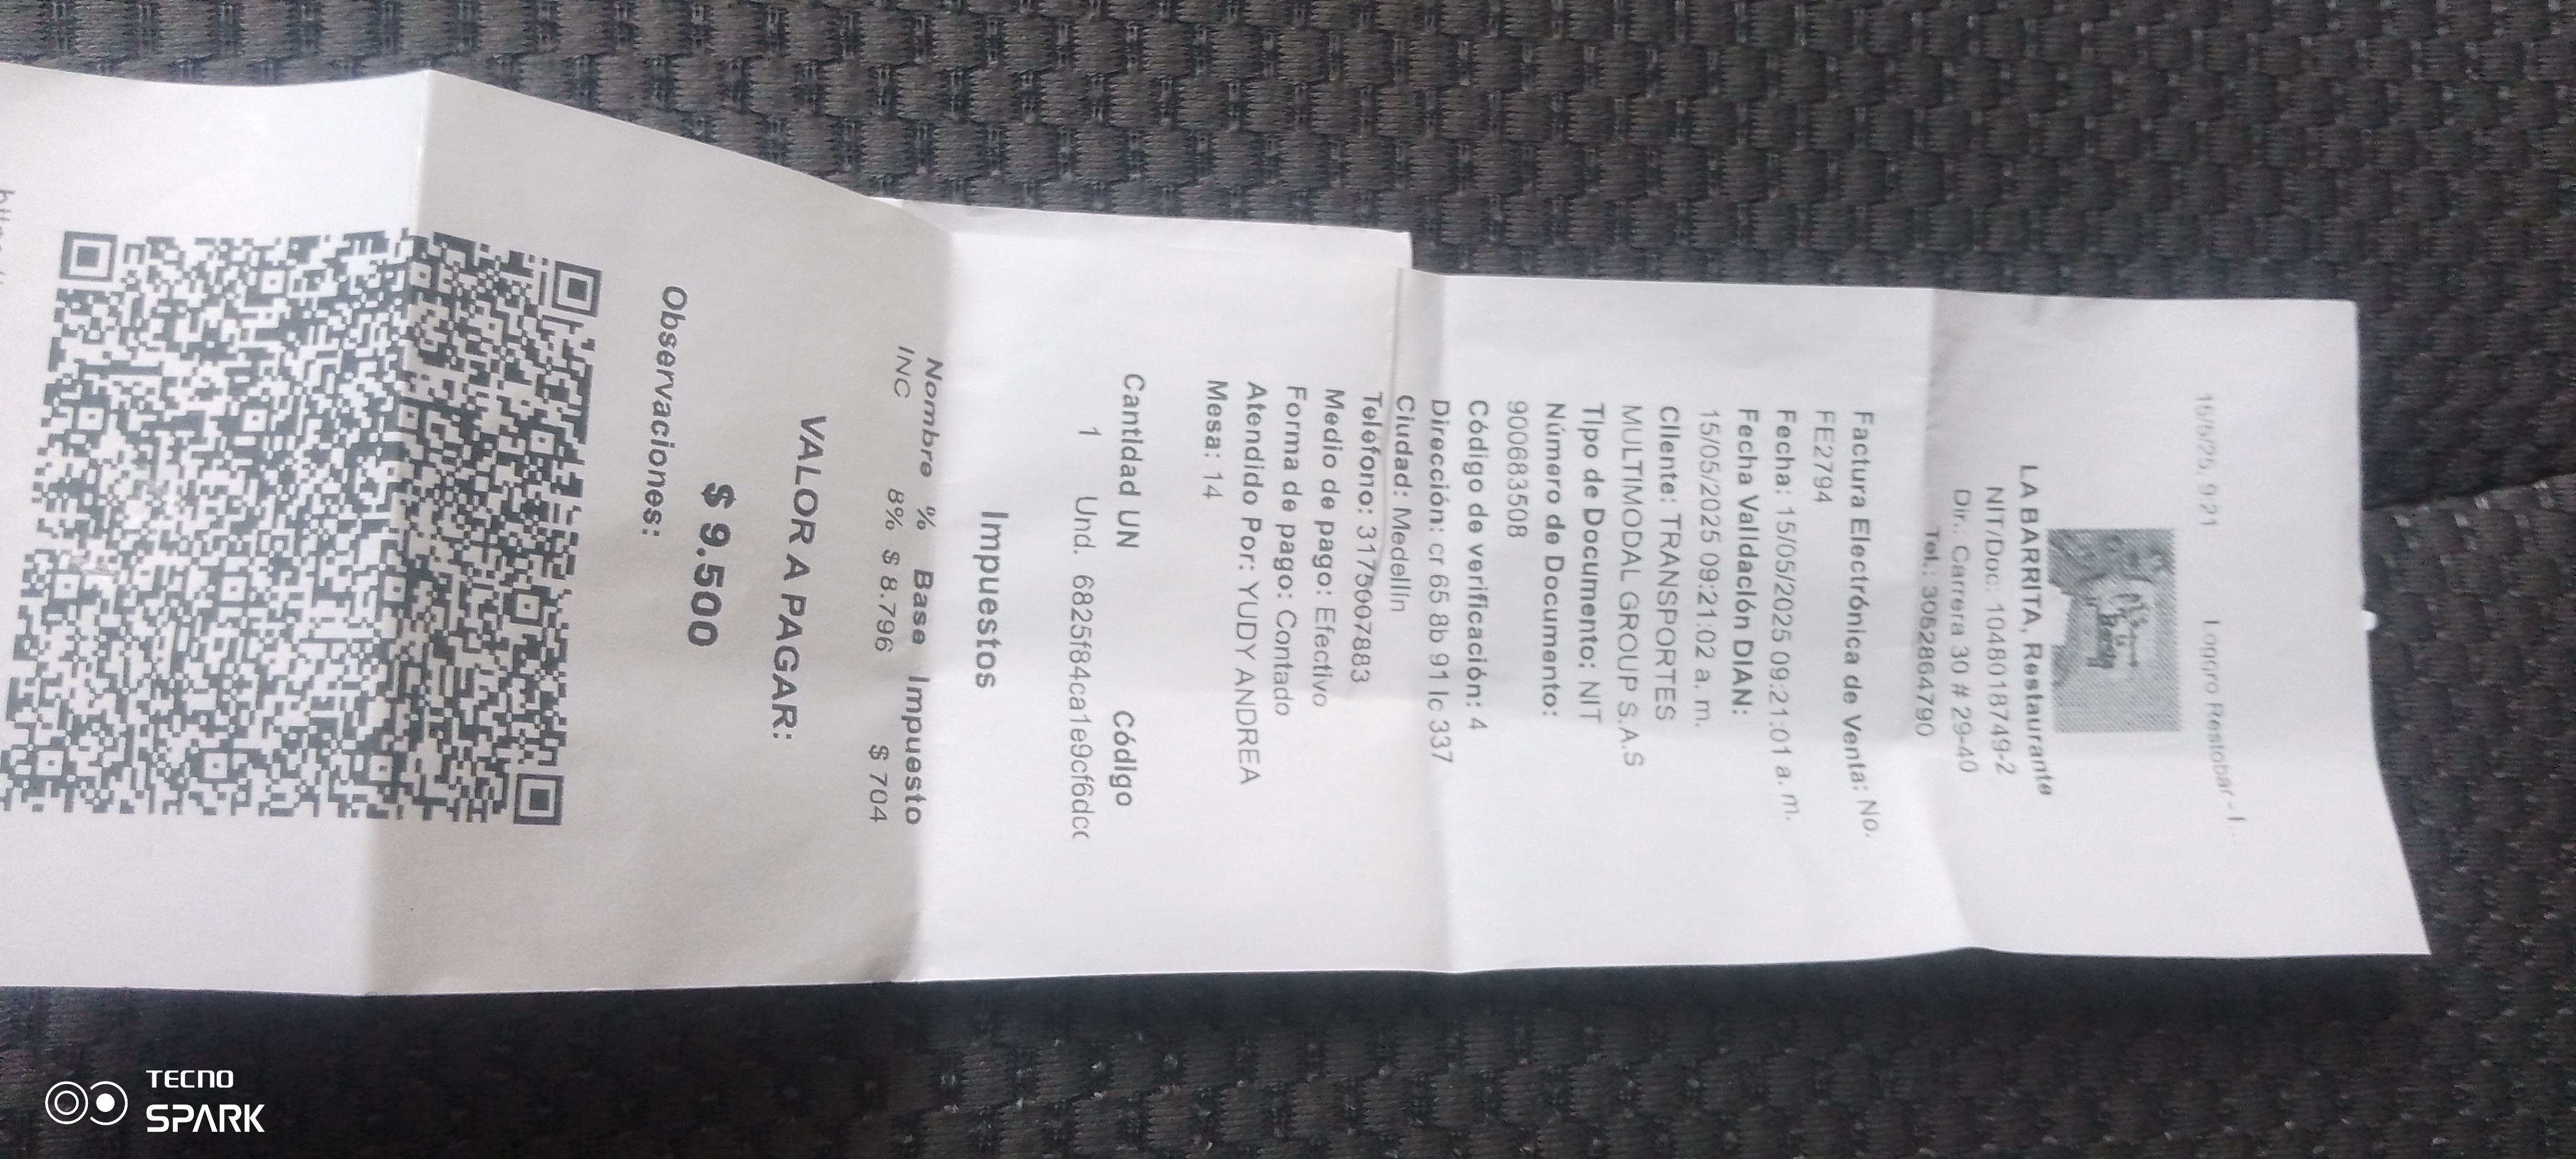 15/5/25, 9:21 Loggro Restobar - I...
LA BARRITA, Restaurante
NIT/Doc: 1048018749-2
Dir.: Carrera 30 # 29-40
Tel.: 3052864790
Factura Electrónica de Venta: No.
FE2794
Fecha: 15/05/2025 09:21:01 a. m.
Fecha Validación DIAN:
15/05/2025 09:21:02 a. m.
Cliente: TRANSPORTES
MULTIMODAL GROUP S.A.S
Tipo de Documento: NIT
Número de Documento:
900683508
Código de verificación: 4
Dirección: cr 65 8b 91 lc 337
Ciudad: Medellín
Teléfono: 3175007883
Medio de pago: Efectivo
Forma de pago: Contado
Atendido Por: YUDY ANDREA
Mesa: 14
Cantidad UN Código
1 Und. 6825f84ca1e9cf6dcc
Impuestos
Nombre % Base Impuesto
INC 8% $ 8.796 $ 704
VALOR A PAGAR:
$ 9.500
Observaciones:
TECNO
SPARK